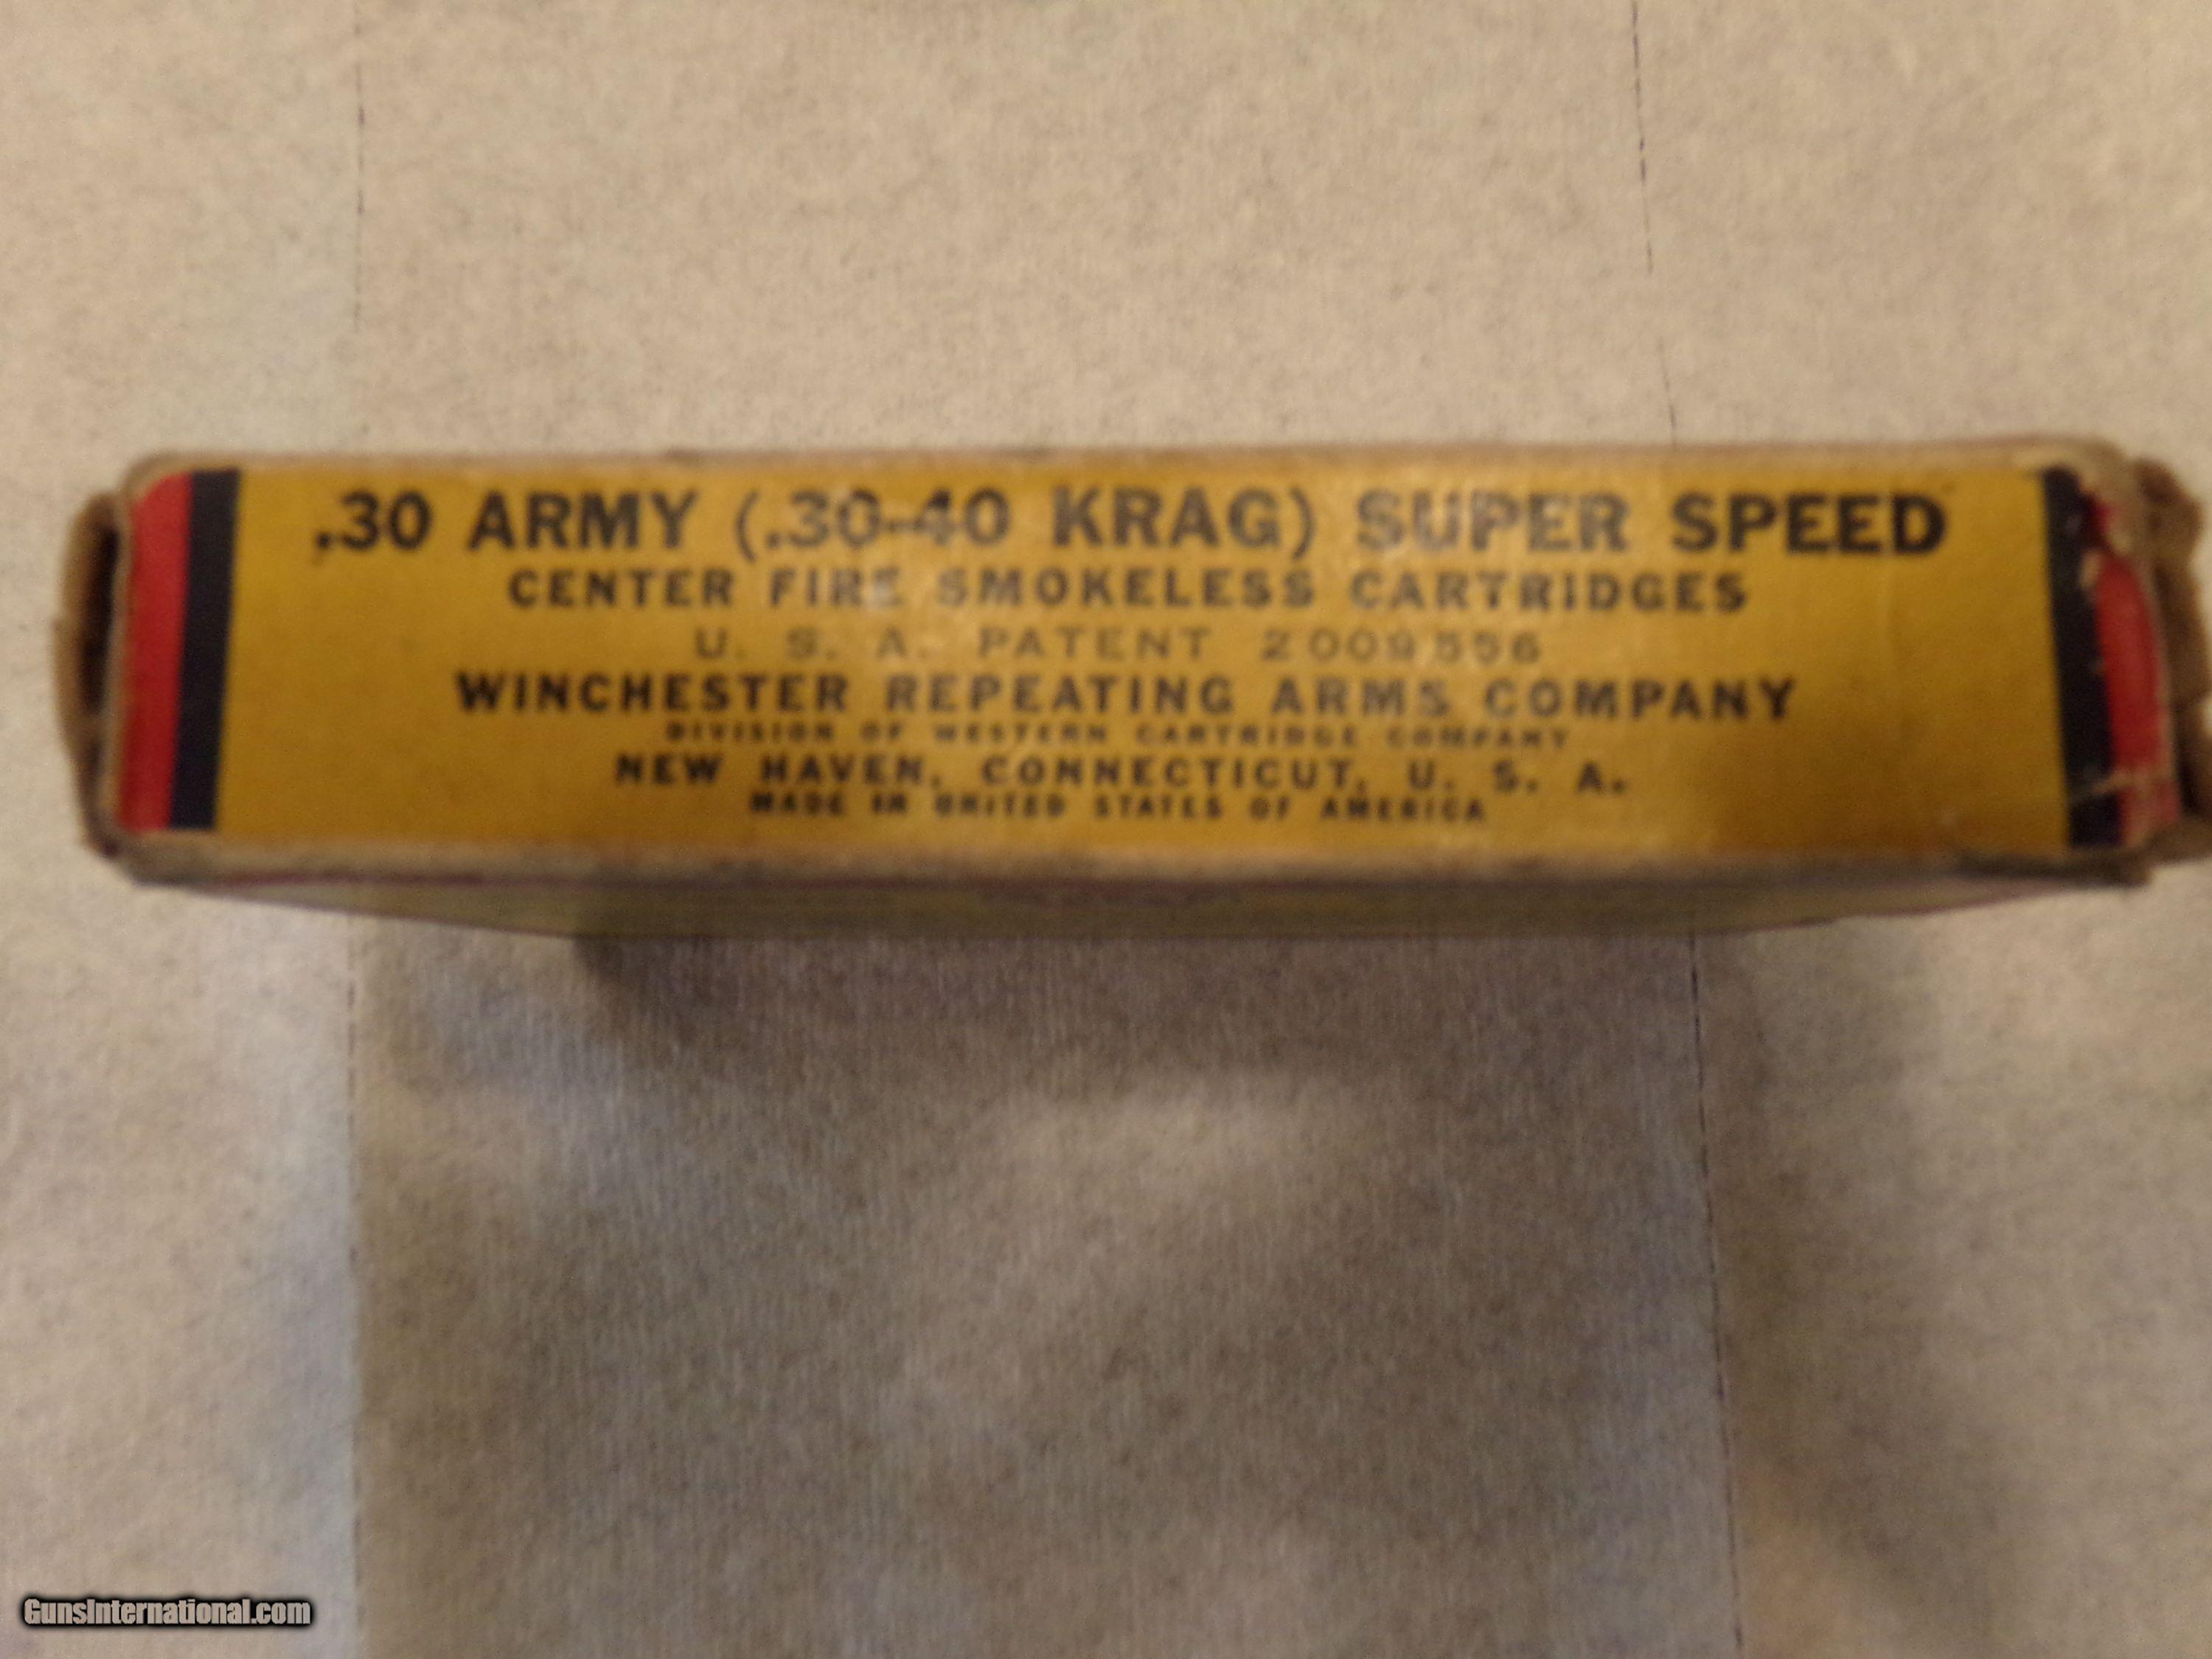 .30 ARMY (.30-40 KRAG) SUPER SPEED
CENTER FIRE SMOKELESS CARTRIDGES
U. S. A. PATENT 2009556
WINCHESTER REPEATING ARMS COMPANY
DIVISION OF WESTERN CARTRIDGE COMPANY
NEW HAVEN, CONNECTICUT, U. S. A.
MADE IN UNITED STATES OF AMERICA
GunsInternational.com